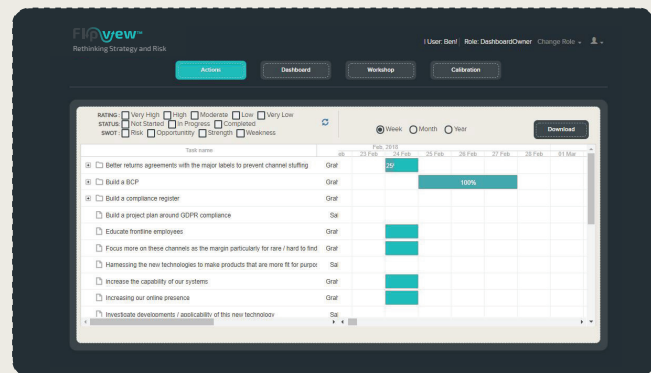 Flipview™
Rethinking Strategy and Risk
User: Ben! Role: DashboardOwner Change Role
Actions Dashboard Workshop Calibration
RATING: Very High High Moderate Low Very Low
STATUS: Not Started In Progress Completed
SWOT: Risk Opportunitty Strength Weekness
Week Month Year
Download
Task name
Feb, 2018
eb 23 Feb 24 Feb 25 Feb 26 Feb 27 Feb 28 Feb 01 Mar
Better returns agreements with the major labels to prevent channel stuffing Graf
Build a BCP Graf 100%
Build a compliance register Graf
Build a project plan around GDPR compliance Sal
Educate frontline employees Graf
Focus more on these channels as the margin particularly for rare / hard to find Graf
Harnessing the new technologies to make products that are more fit for purpos Sal
Increase the capability of our systems Graf
Increasing our online presence Graf
Investigate developments / applicability of this new technology Sal